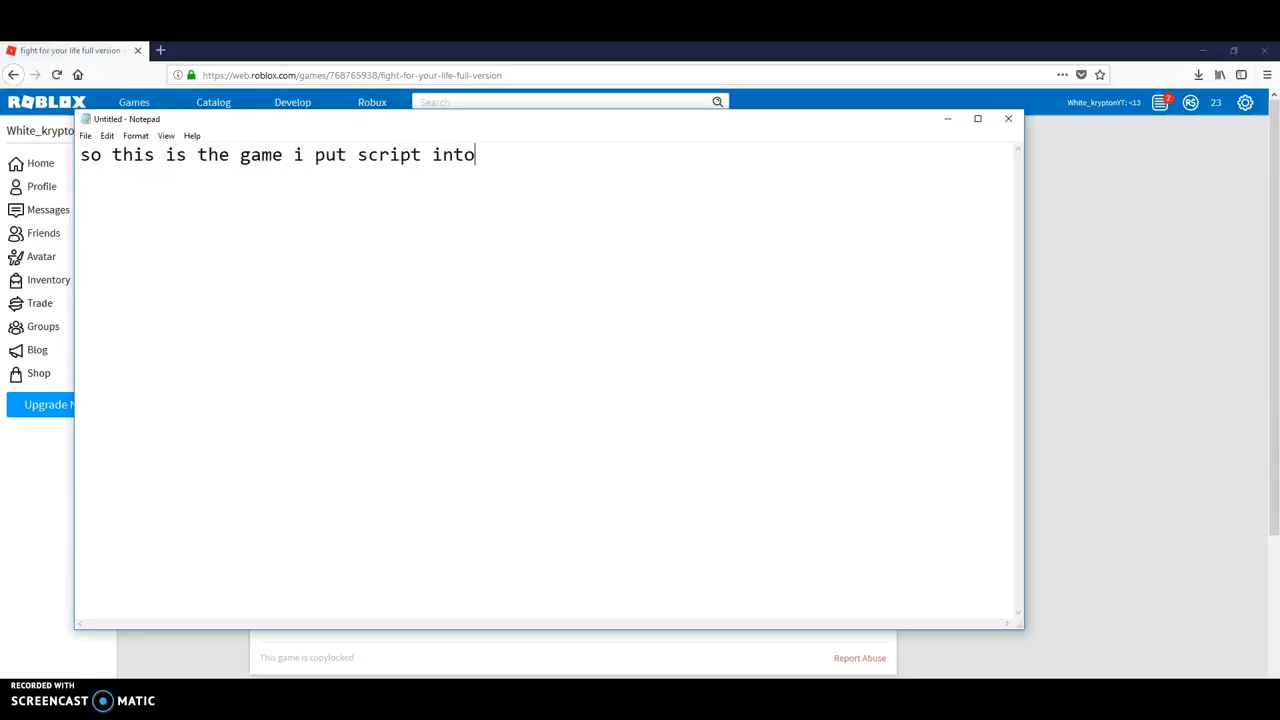 fight for your life full version
https://web.roblox.com/games/768765938/fight-for-your-life-full-version
ROBLOX Games Catalog Develop Robux Search White_kryptonYT: <13 2 R$ 23
Untitled - Notepad
White_krypto
File Edit Format View Help
so this is the game i put script into
Home
Profile
Messages
Friends
Avatar
Inventory
Trade
Groups
Blog
Shop
Upgrade N
This game is copylocked Report Abuse
RECORDED WITH
SCREENCAST MATIC